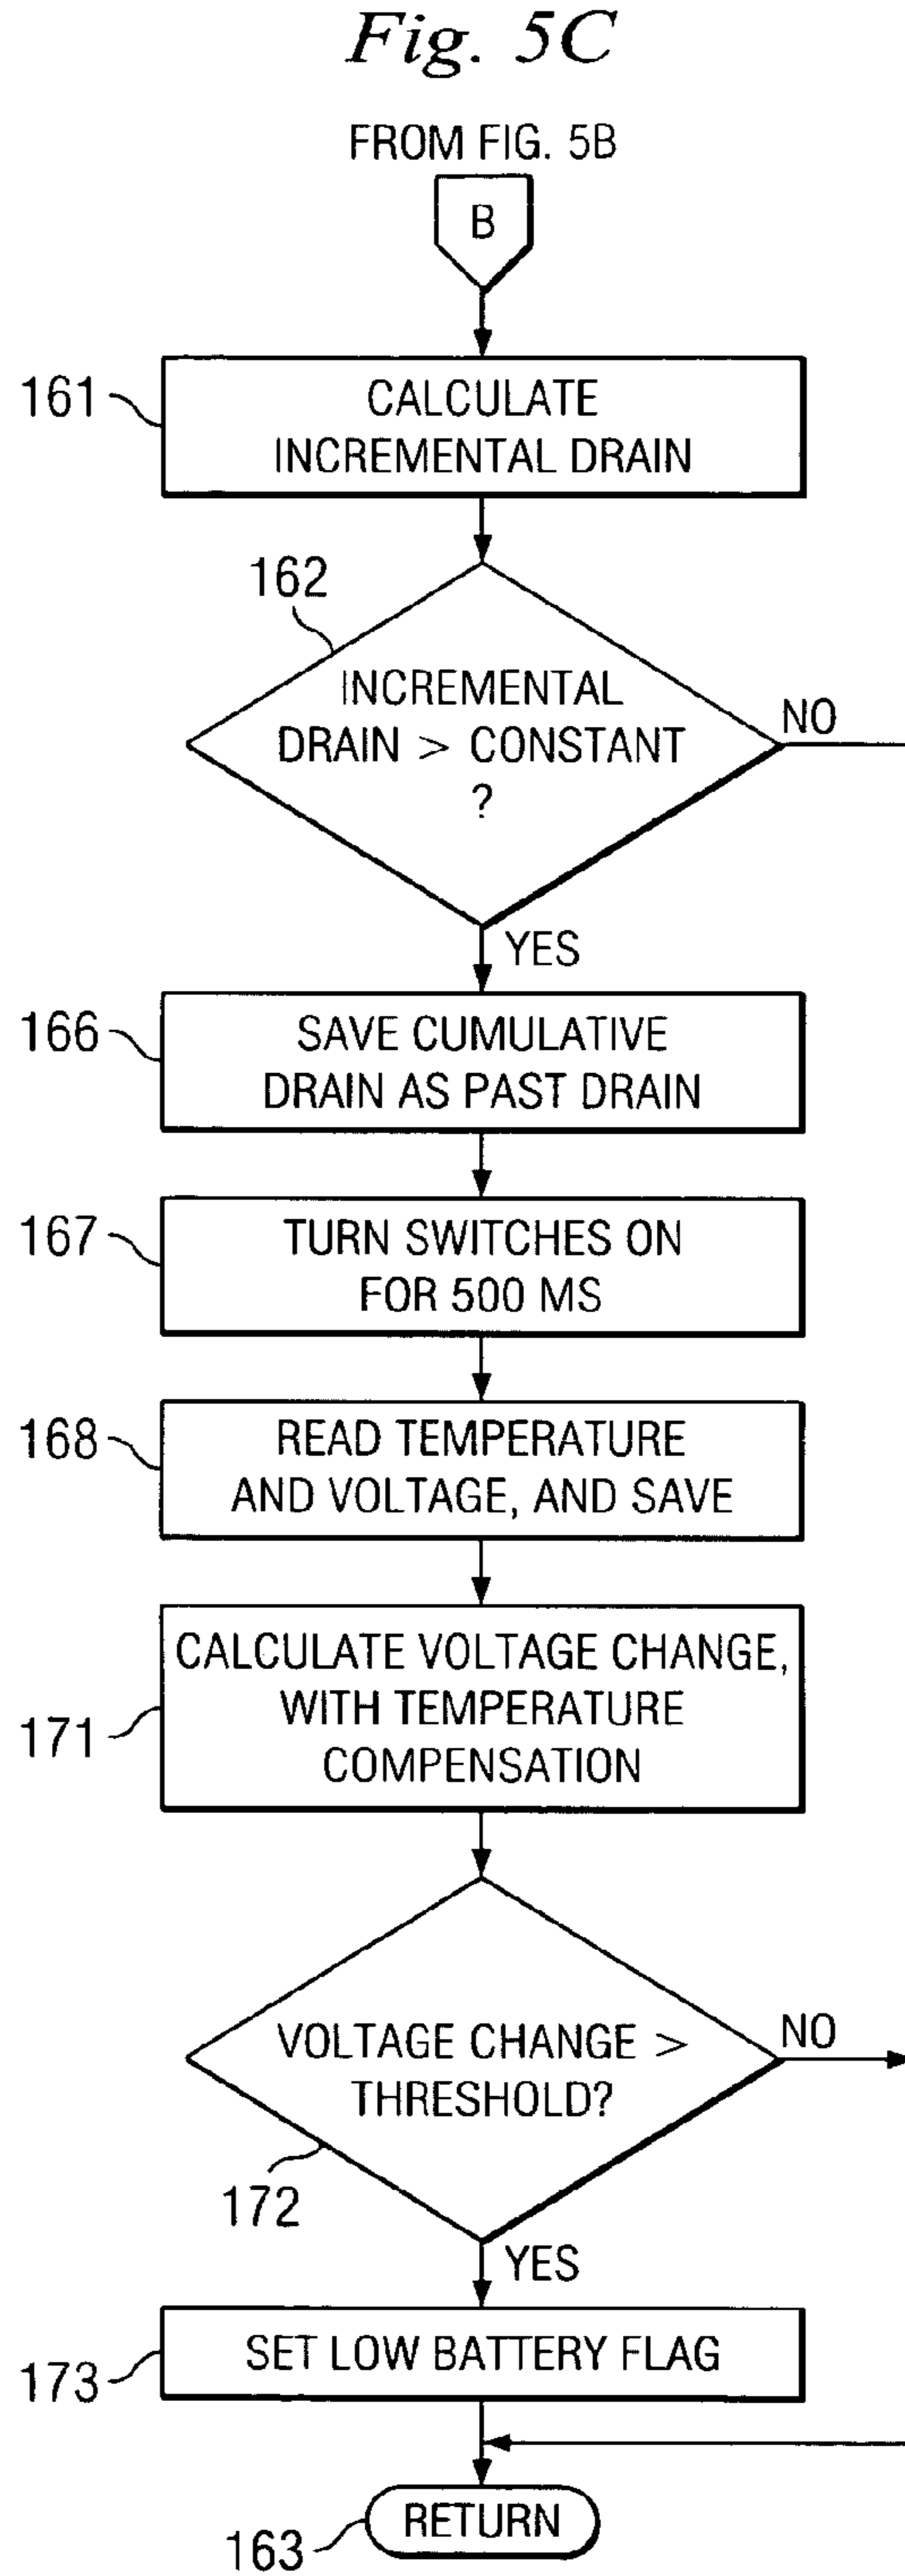 Fig. 5C
FROM FIG. 5B
B
161
CALCULATE
INCREMENTAL DRAIN
162
INCREMENTAL
DRAIN > CONSTANT
?
NO
YES
166
SAVE CUMULATIVE
DRAIN AS PAST DRAIN
167
TURN SWITCHES ON
FOR 500 MS
168
READ TEMPERATURE
AND VOLTAGE, AND SAVE
171
CALCULATE VOLTAGE CHANGE,
WITH TEMPERATURE
COMPENSATION
VOLTAGE CHANGE >
THRESHOLD?
NO
172
YES
173
SET LOW BATTERY FLAG
163
RETURN